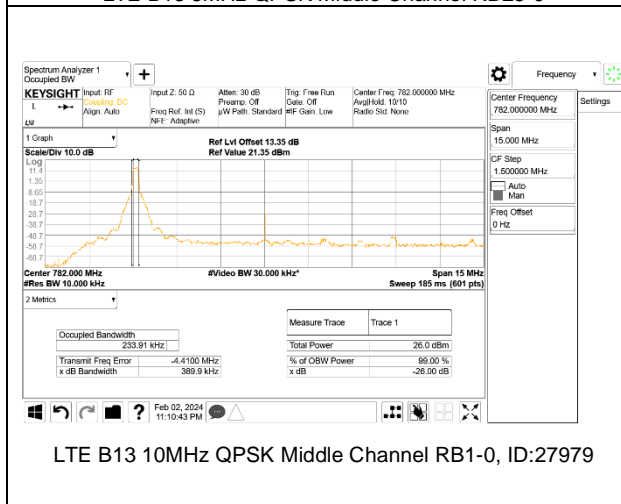 Spectrum Analyzer 1
Occupied BW
Frequency
KEYSIGHT
Input: RF
Coupling: DC
Align: Auto
Input Z: 50 Ω
Freq Ref: Int (S)
NFE: Adaptive
Atten: 30 dB
Preamp: Off
µW Path: Standard
Trig: Free Run
Gate: Off
#IF Gain: Low
Center Freq: 782.000000 MHz
Avg|Hold: 10/10
Radio Std: None
Center Frequency
782.000000 MHz
Settings
Span
15.000 MHz
CF Step
1.500000 MHz
Auto
Man
Freq Offset
0 Hz
1 Graph
Scale/Div 10.0 dB
Ref Lvl Offset 13.35 dB
Ref Value 21.35 dBm
Log
11.4
1.35
-8.65
-18.7
-28.7
-38.7
-48.7
-58.7
-68.7
Center 782.000 MHz
#Res BW 10.000 kHz
#Video BW 30.000 kHz*
Span 15 MHz
Sweep 185 ms (601 pts)
2 Metrics
Measure Trace
Trace 1
Occupied Bandwidth
233.91 kHz
Total Power
26.0 dBm
Transmit Freq Error
-4.4100 MHz
% of OBW Power
99.00 %
x dB Bandwidth
389.9 kHz
x dB
-26.00 dB
Feb 02, 2024
11:10:43 PM
LTE B13 10MHz QPSK Middle Channel RB1-0, ID:27979